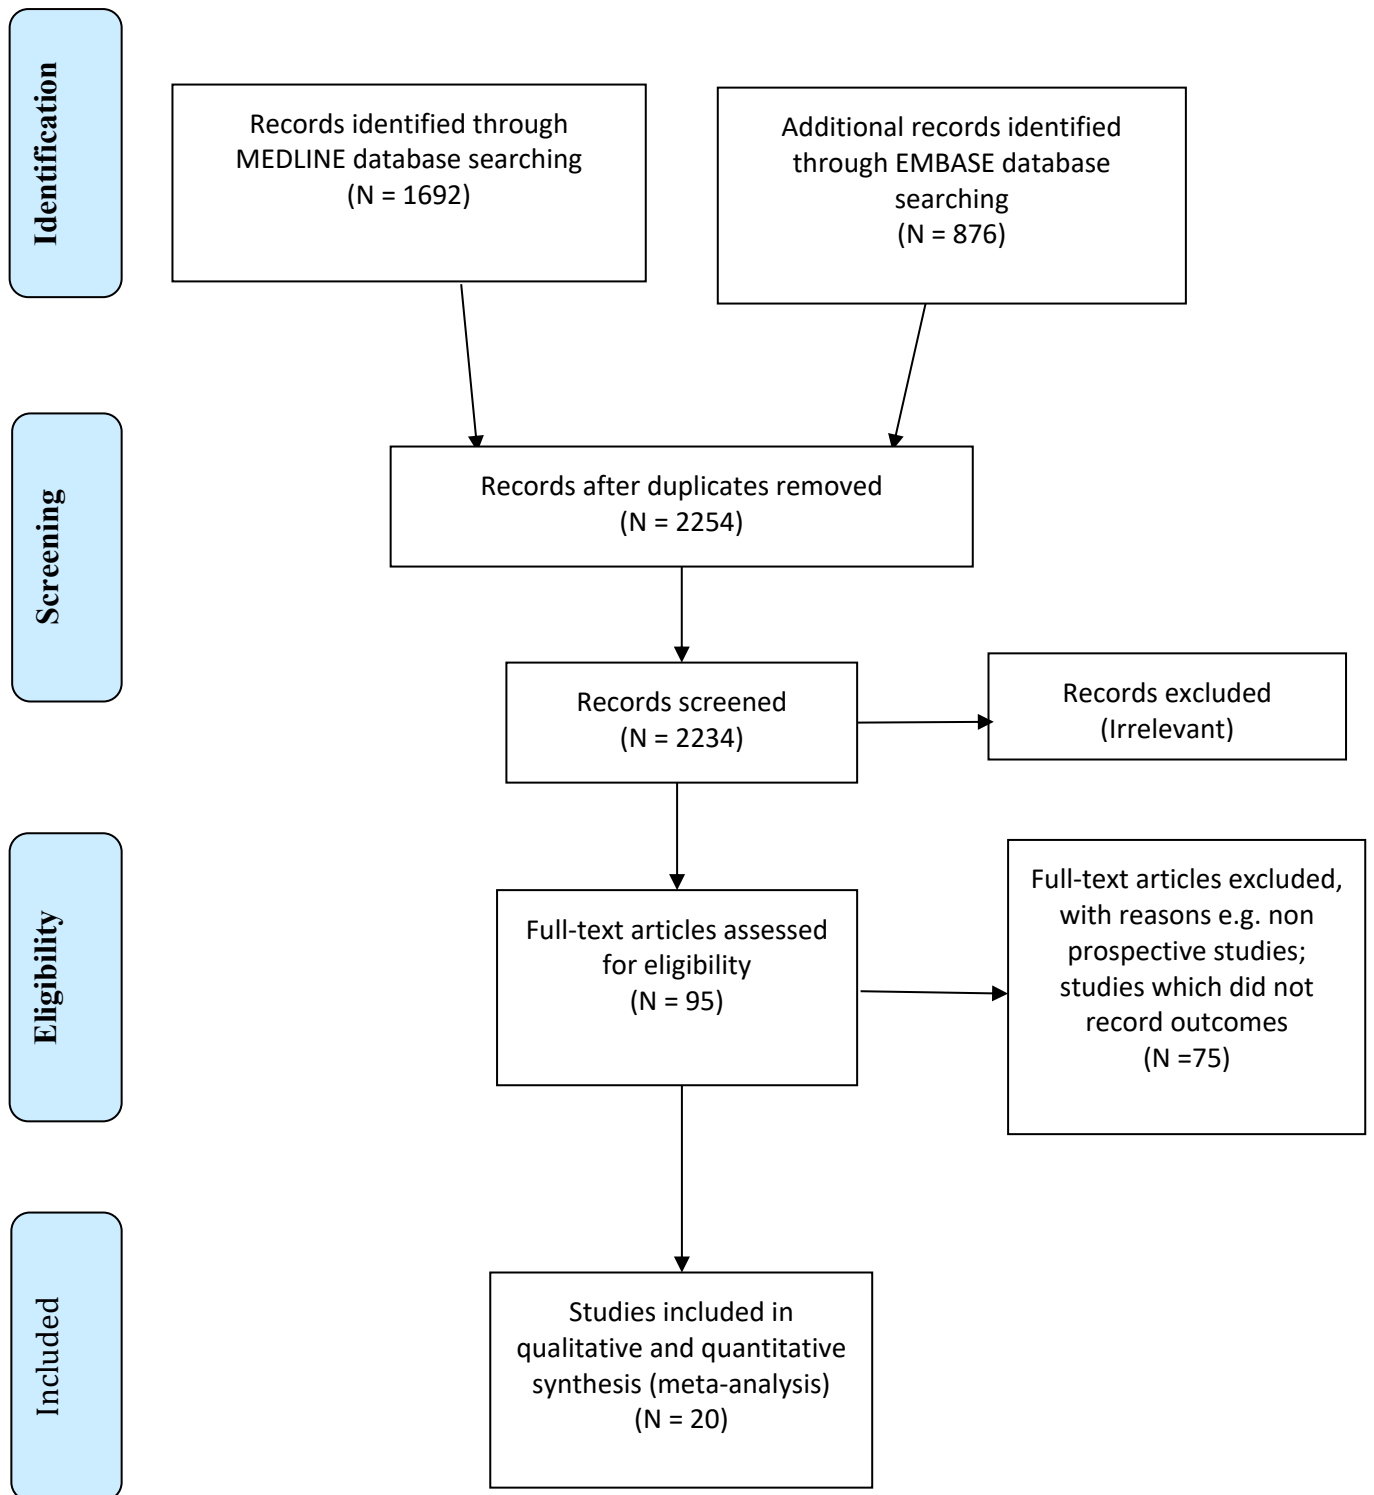 Identification
Records identified through
MEDLINE database searching
(N = 1692)
Additional records identified
through EMBASE database
searching
(N = 876)
Screening
Records after duplicates removed
(N = 2254)
Records screened
(N = 2234)
Records excluded
(Irrelevant)
Eligibility
Full-text articles assessed
for eligibility
(N = 95)
Full-text articles excluded,
with reasons e.g. non
prospective studies;
studies which did not
record outcomes
(N =75)
Included
Studies included in
qualitative and quantitative
synthesis (meta-analysis)
(N = 20)